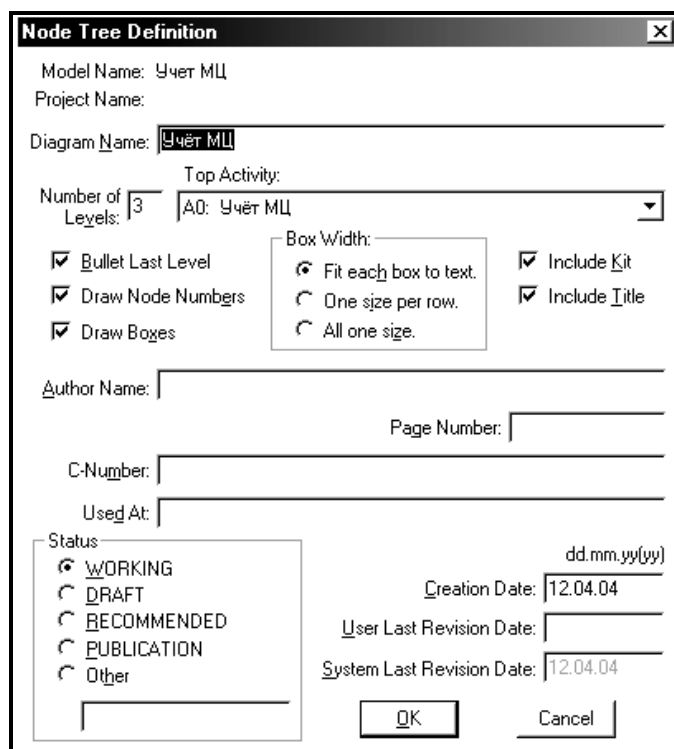 Node Tree Definition
Model Name: Учет МЦ
Project Name:
Diagram Name: Учёт МЦ
Top Activity:
Number of Levels: 3 A0: Учёт МЦ
Box Width:
Bullet Last Level Fit each box to text. Include Kit
Draw Node Numbers One size per row. Include Title
Draw Boxes All one size.
Author Name:
Page Number:
C-Number:
Used At:
Status
dd.mm.yy(yy)
WORKING
DRAFT Creation Date: 12.04.04
RECOMMENDED User Last Revision Date:
PUBLICATION
Other System Last Revision Date: 12.04.04
OK Cancel